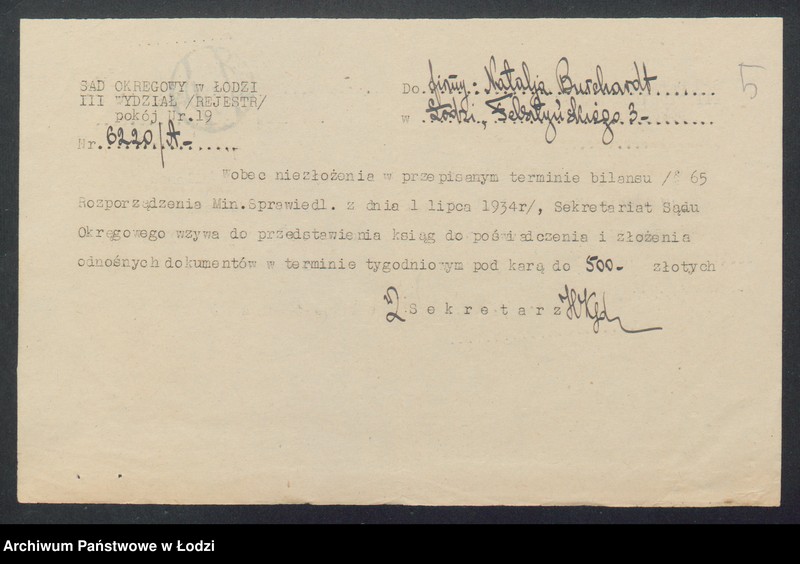 SĄD OKRĘGOWY w ŁODZI
III WYDZIAŁ /REJESTR/
pokój Nr.19
Nr. 6220/A-
Do firmy: Natalja Burchardt
w Łodzi, Felsztyńskiego 3-
5
Wobec niezłożenia w przepisanym terminie bilansu /§ 65
Rozporządzenia Min.Sprawiedl. z dnia 1 lipca 1934r/, Sekretariat Sądu
Okręgowego wzywa do przedstawienia ksiąg do poświadczenia i złożenia
odnośnych dokumentów w terminie tygodniowym pod karą do 500- złotych
Sekretarz
Archiwum Państwowe w Łodzi